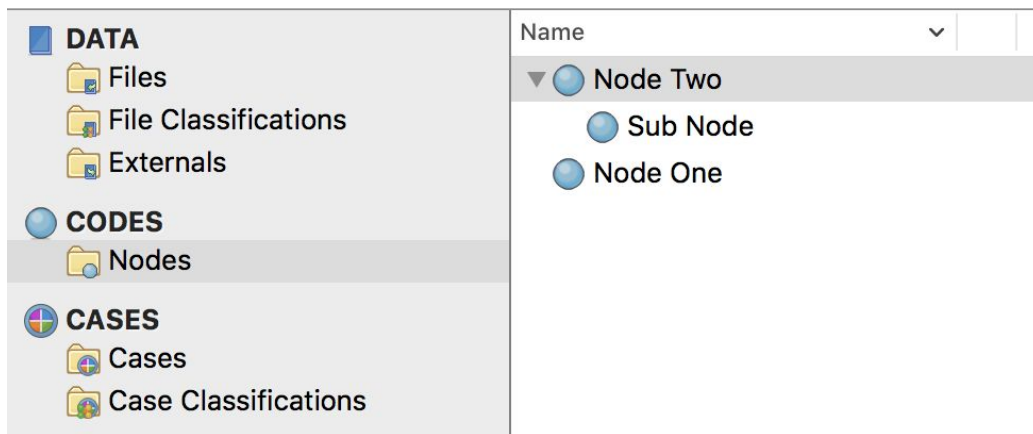 DATA
Files
File Classifications
Externals
CODES
Nodes
CASES
Cases
Case Classifications
Name
Node Two
Sub Node
Node One